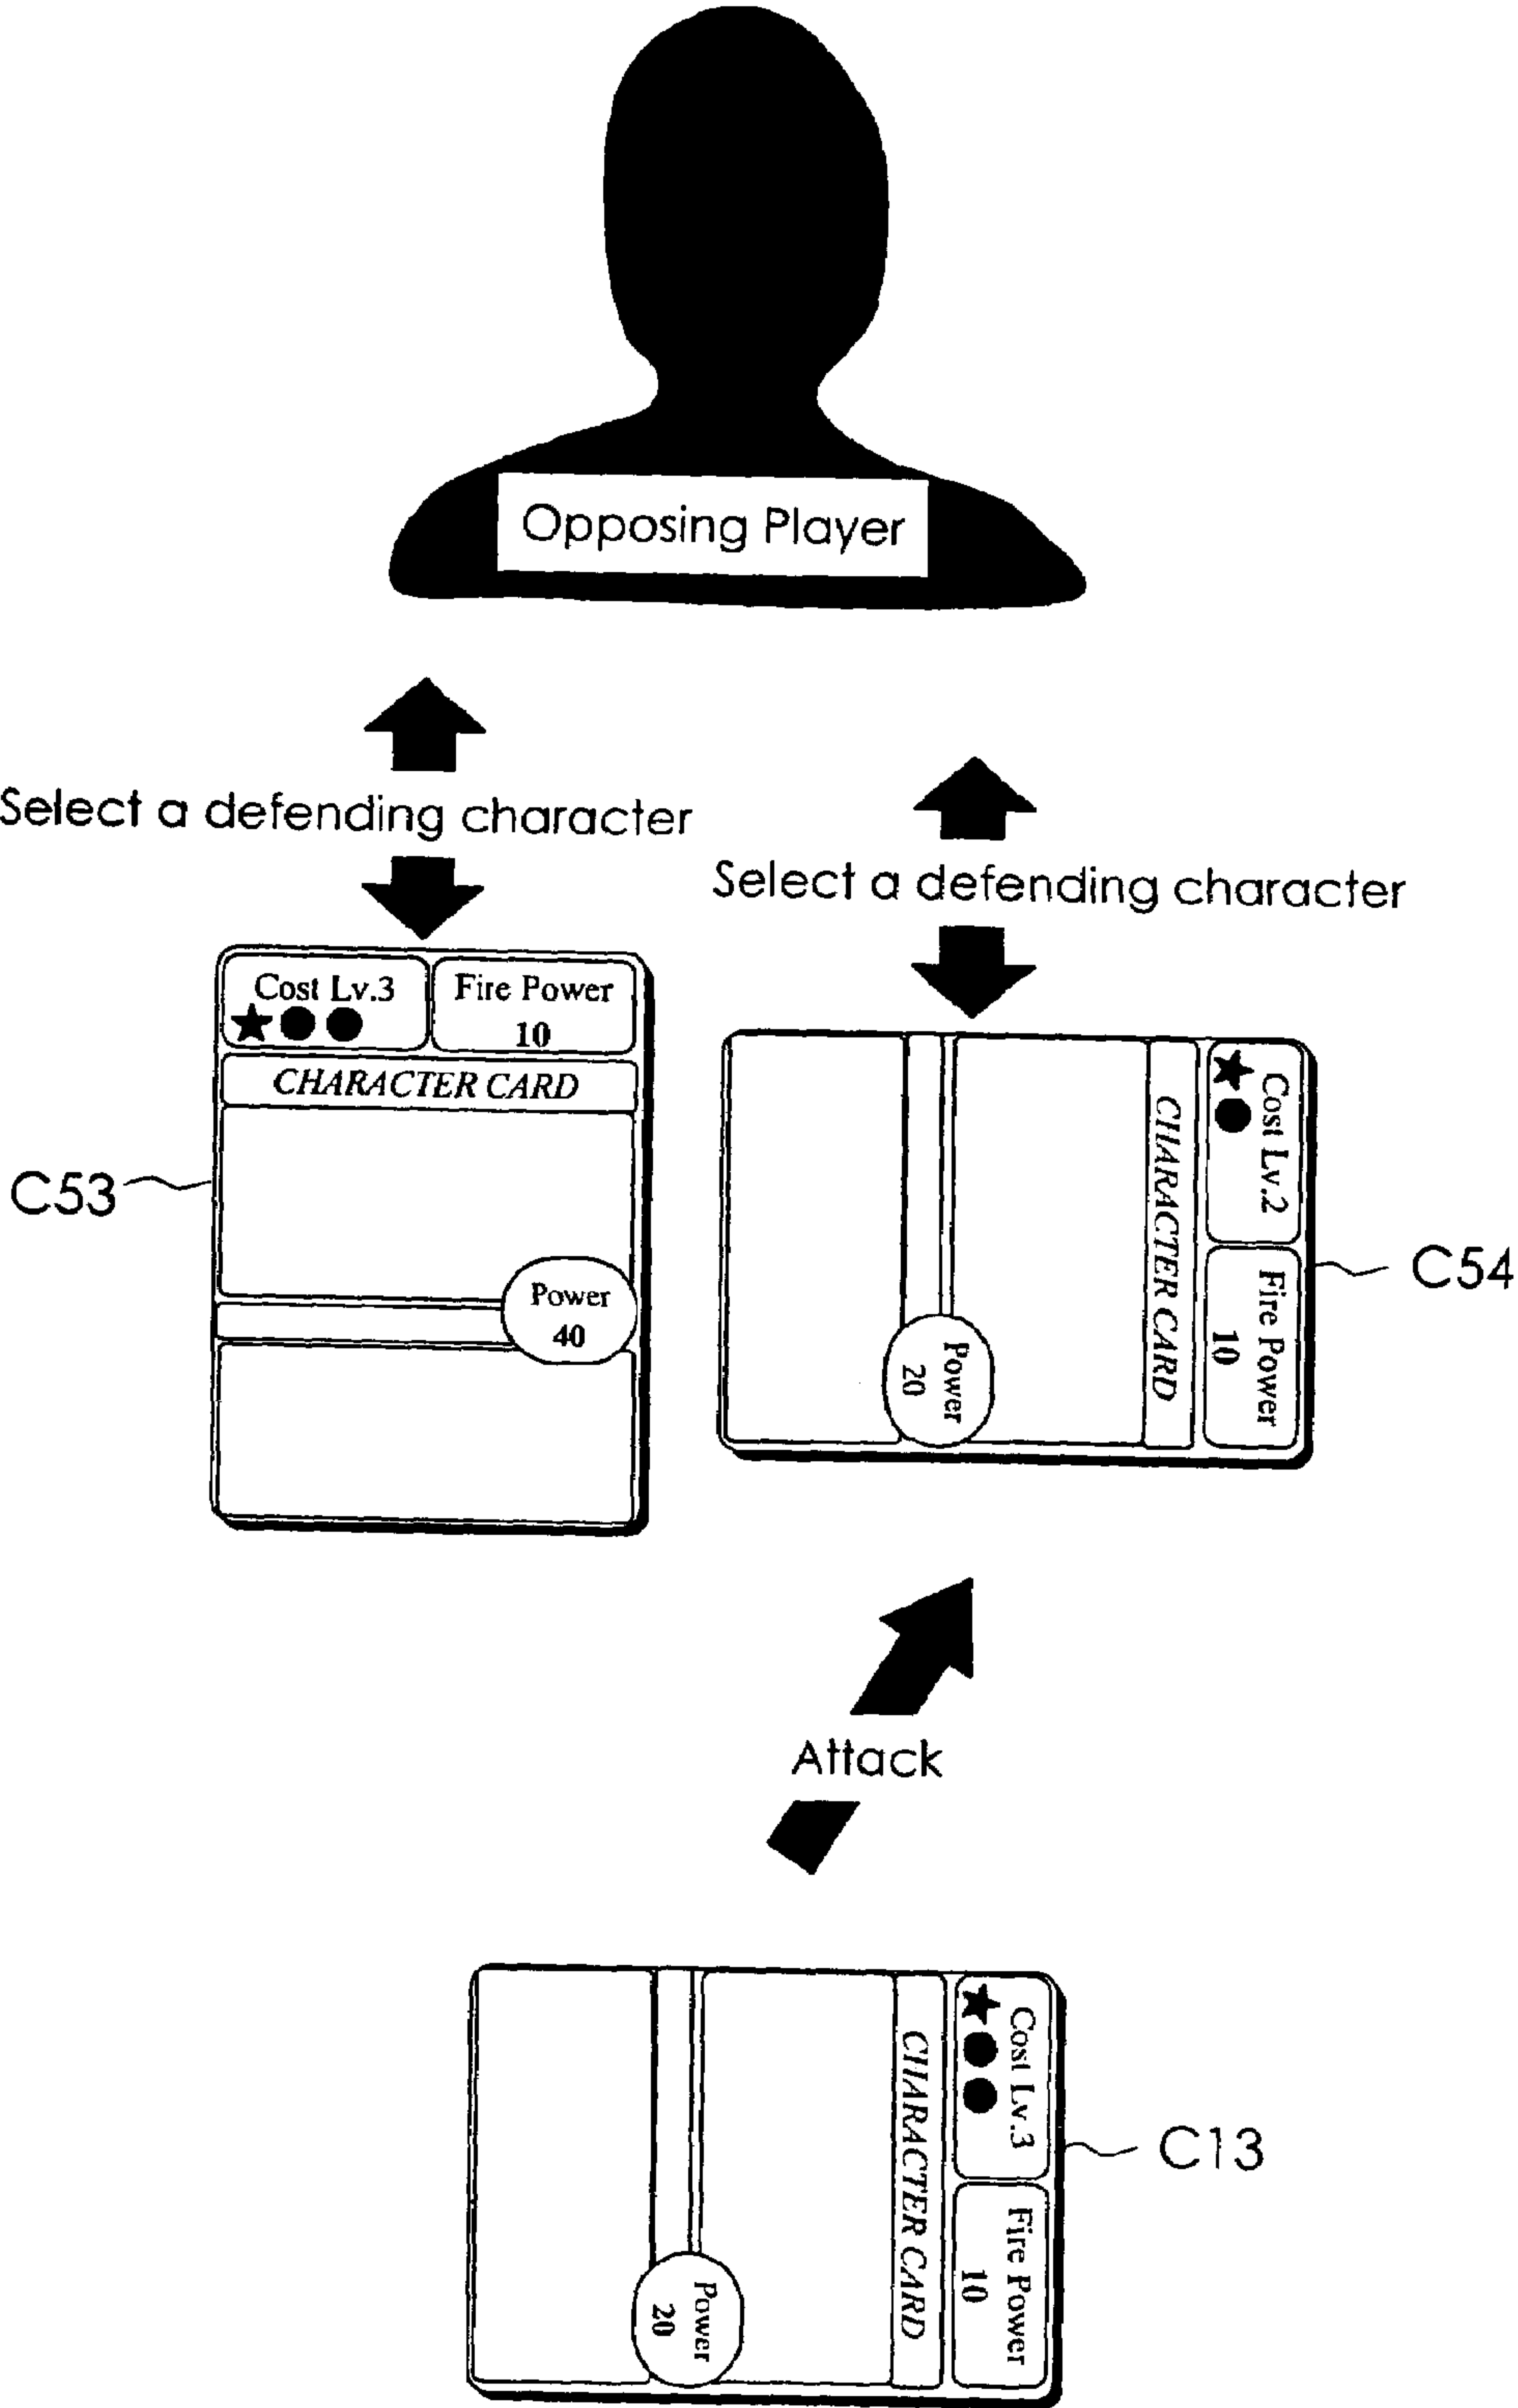 Opposing Player
Select a defending character
Select a defending character
Cost Lv.3
★●●
Fire Power
10
CHARACTER CARD
C53
Power
40
Cost Lv.2
★●
Fire Power
10
CHARACTER CARD
Power
20
C54
Attack
Cost Lv.3
★●●
Fire Power
10
CHARACTER CARD
Power
20
C13